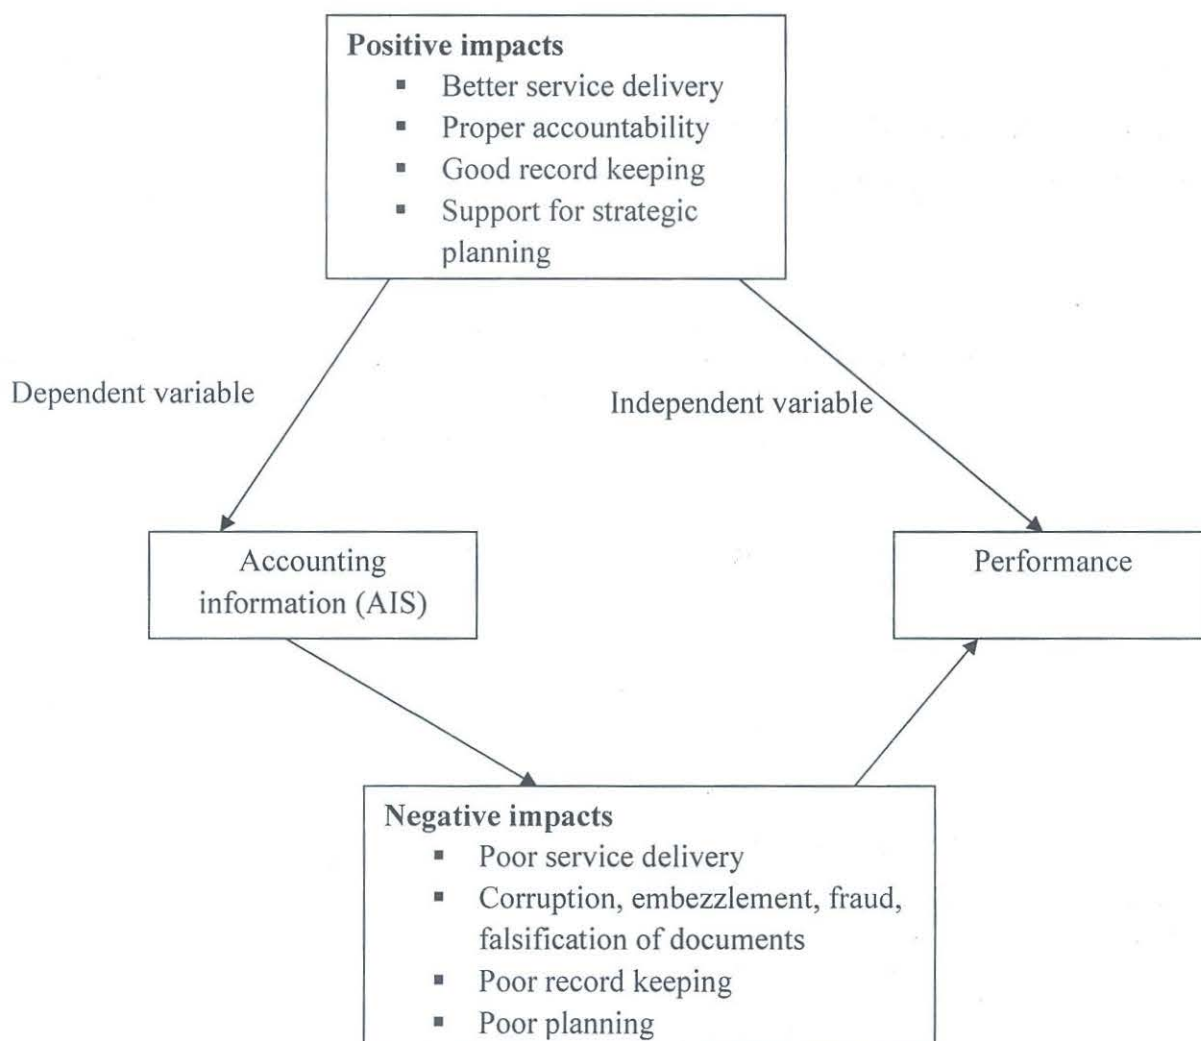 Positive impacts
▪ Better service delivery
▪ Proper accountability
▪ Good record keeping
▪ Support for strategic
planning
Dependent variable
Independent variable
Accounting
information (AIS)
Performance
Negative impacts
▪ Poor service delivery
▪ Corruption, embezzlement, fraud,
falsification of documents
▪ Poor record keeping
▪ Poor planning